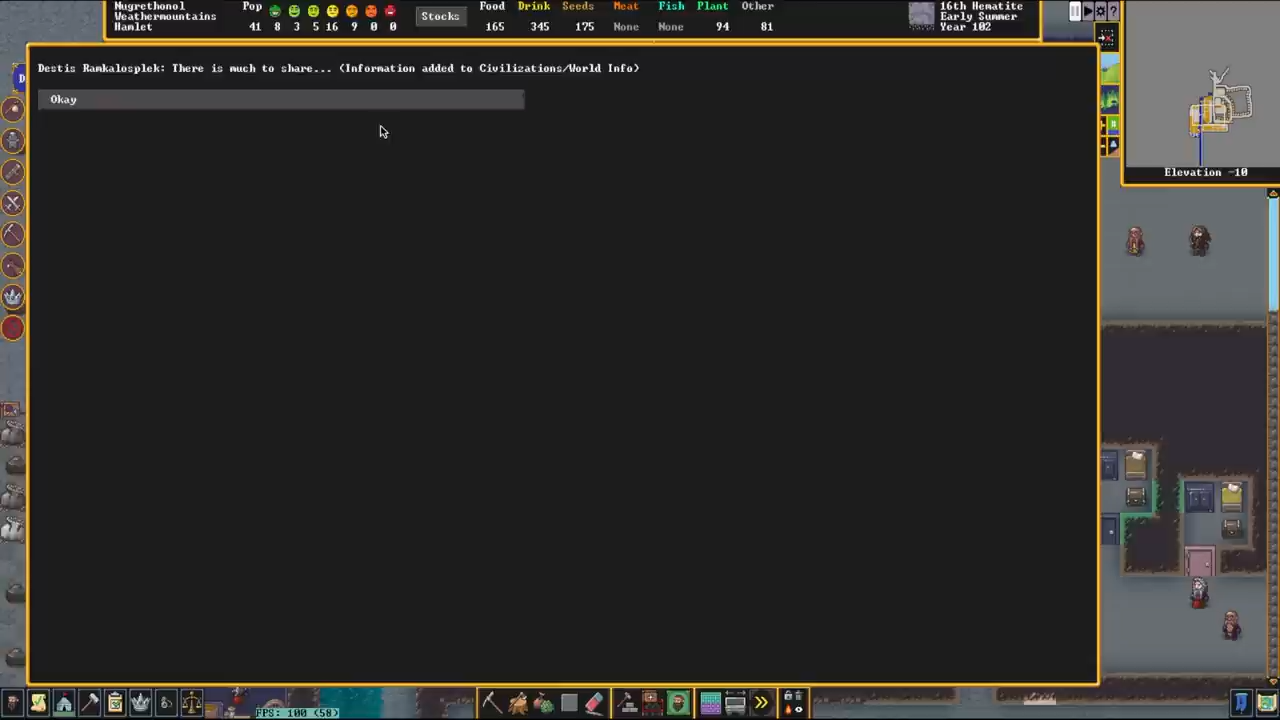 Nugrethonol
Weathermountains
Hamlet
Pop
41 8 3 5 16 9 0 0
Stocks
Food Drink Seeds Meat Fish Plant Other
165 345 175 None None 94 81
16th Hematite
Early Summer
Year 102
Elevation -10
Destis Ramkalosplek: There is much to share... (Information added to Civilizations/World Info)
Okay
FPS: 100 (58)